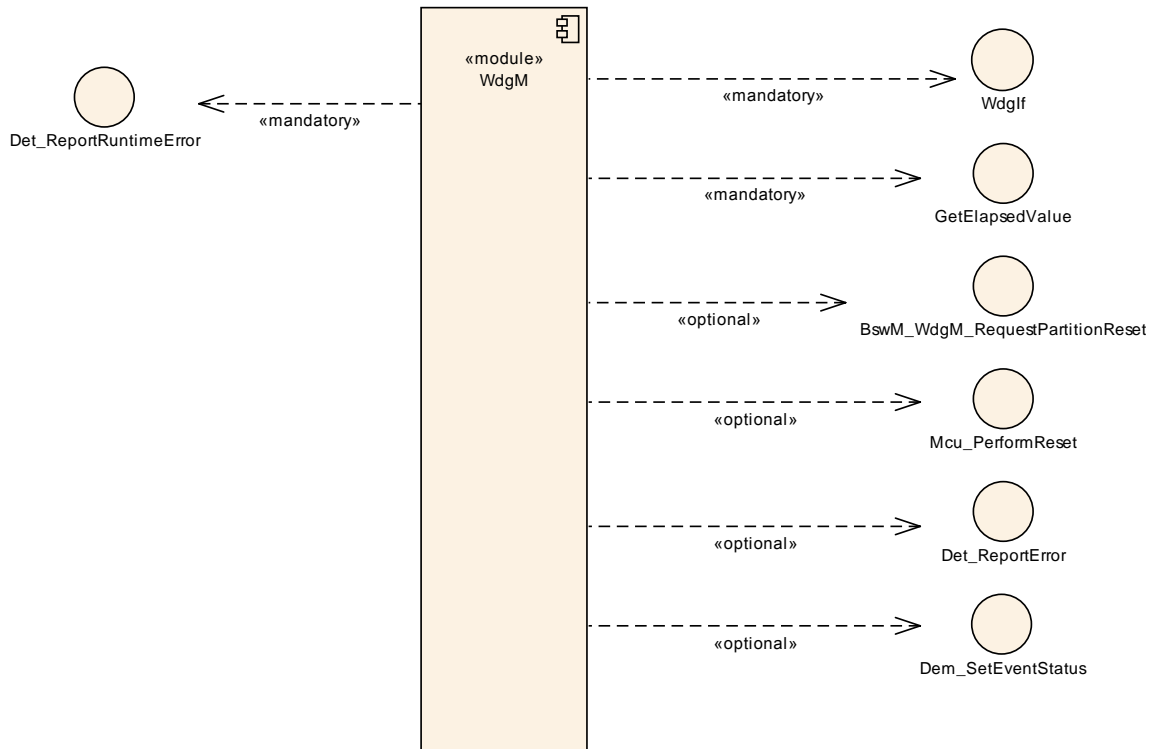 «module»
WdgM
Det_ReportRuntimeError
«mandatory»
«mandatory»
WdgIf
«mandatory»
GetElapsedValue
«optional»
BswM_WdgM_RequestPartitionReset
«optional»
Mcu_PerformReset
«optional»
Det_ReportError
«optional»
Dem_SetEventStatus